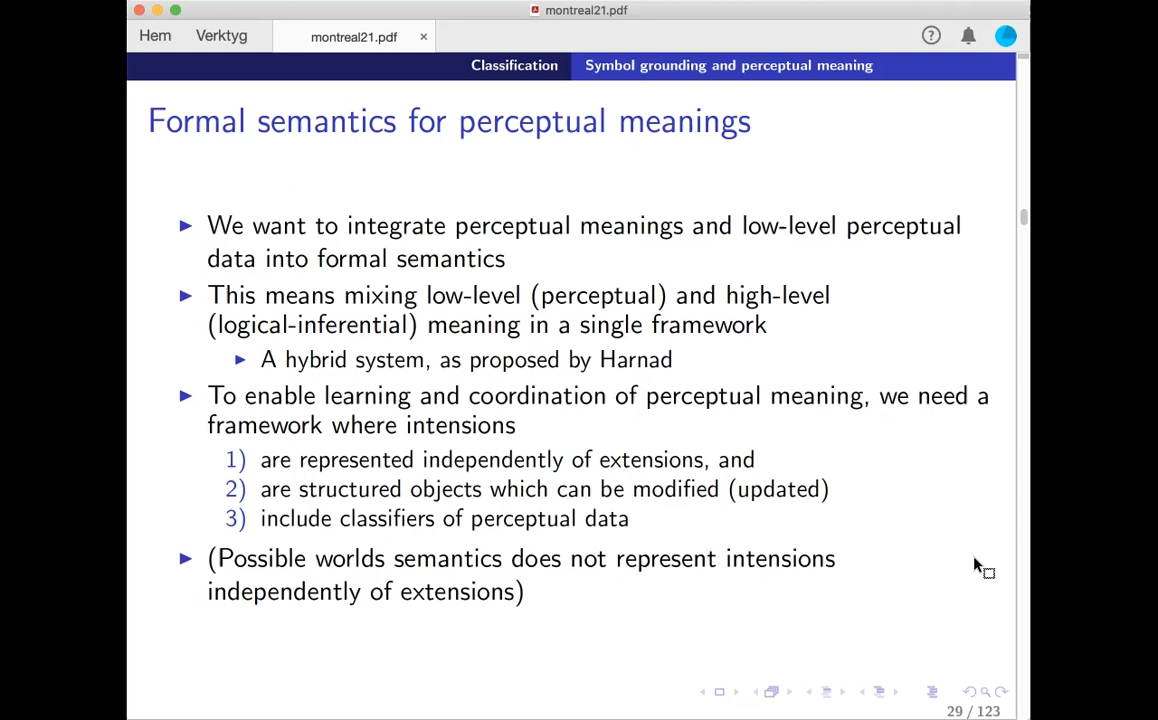 montreal21.pdf
Hem Verktyg montreal21.pdf ×
Classification Symbol grounding and perceptual meaning
Formal semantics for perceptual meanings
We want to integrate perceptual meanings and low-level perceptual
data into formal semantics
This means mixing low-level (perceptual) and high-level
(logical-inferential) meaning in a single framework
A hybrid system, as proposed by Harnad
To enable learning and coordination of perceptual meaning, we need a
framework where intensions
1) are represented independently of extensions, and
2) are structured objects which can be modified (updated)
3) include classifiers of perceptual data
(Possible worlds semantics does not represent intensions
independently of extensions)
29 / 123